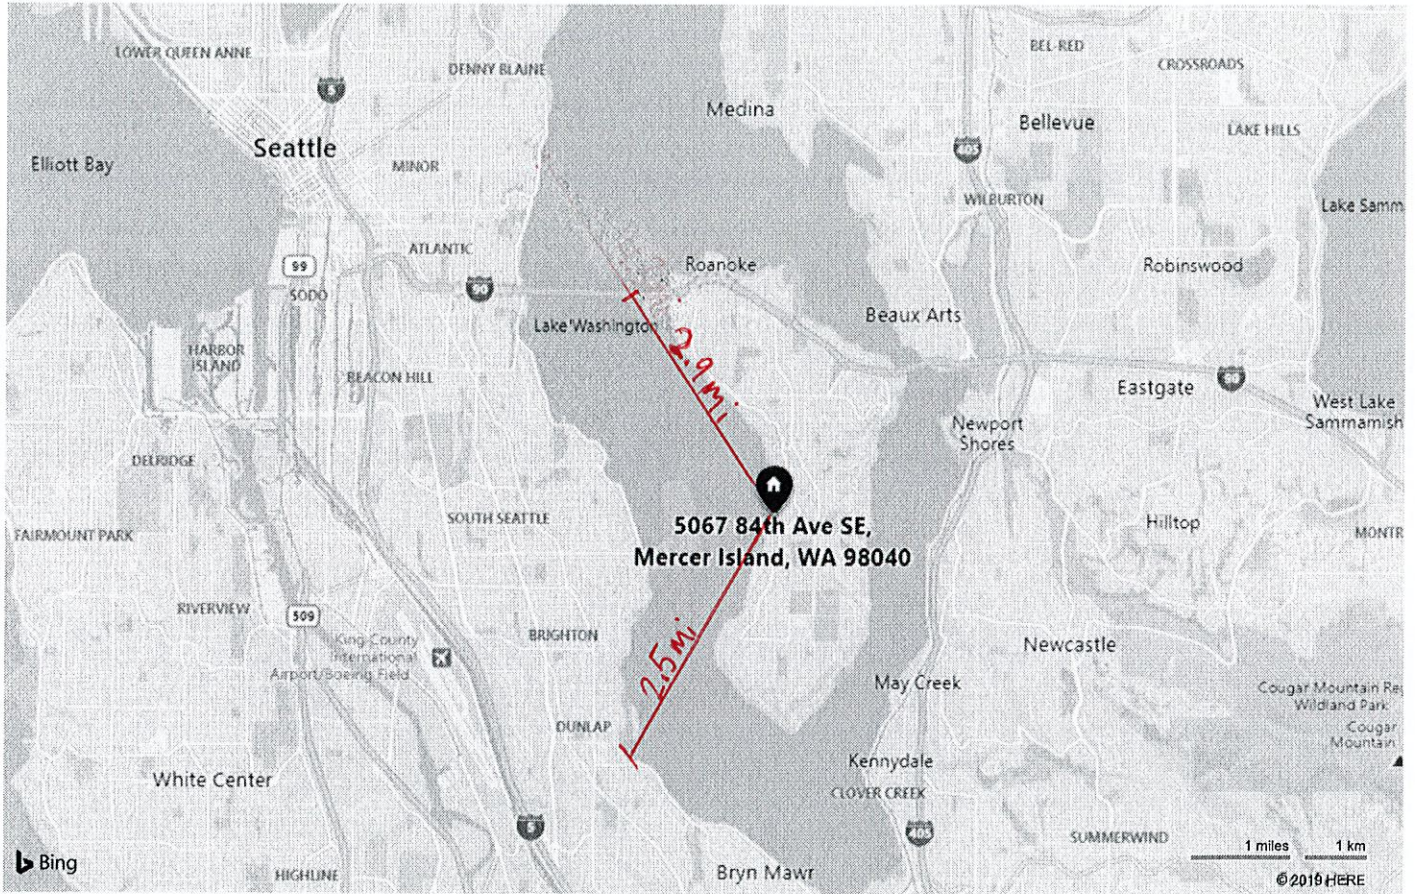 BEL-RED
LOWER QUEEN ANNE
CROSSROADS
DENNY BLAINE
5
Medina
Bellevue
LAKE HILLS
Seattle
405
Elliott Bay
MINOR
WILBURTON
Lake Samm
ATLANTIC
Roanoke
Robinswood
99
90
SODO
Beaux Arts
Lake Washington
2.9 mi.
HARBOR
ISLAND
BEACON HILL
90
Eastgate
West Lake
Sammamish
Newport
Shores
DELRIDGE
SOUTH SEATTLE
5067 84th Ave SE,
Mercer Island, WA 98040
Hilltop
FAIRMOUNT PARK
MONTR
RIVERVIEW
509
BRIGHTON
King County
International
Airport/Boeing Field
2.5 mi
Newcastle
May Creek
Cougar Mountain Reg
Wildland Park
DUNLAP
Cougar
Mountain
Kennydale
White Center
CLOVER CREEK
5
405
SUMMERWIND
1 miles
1 km
Bing
HIGHLINE
Bryn Mawr
© 2019 HERE